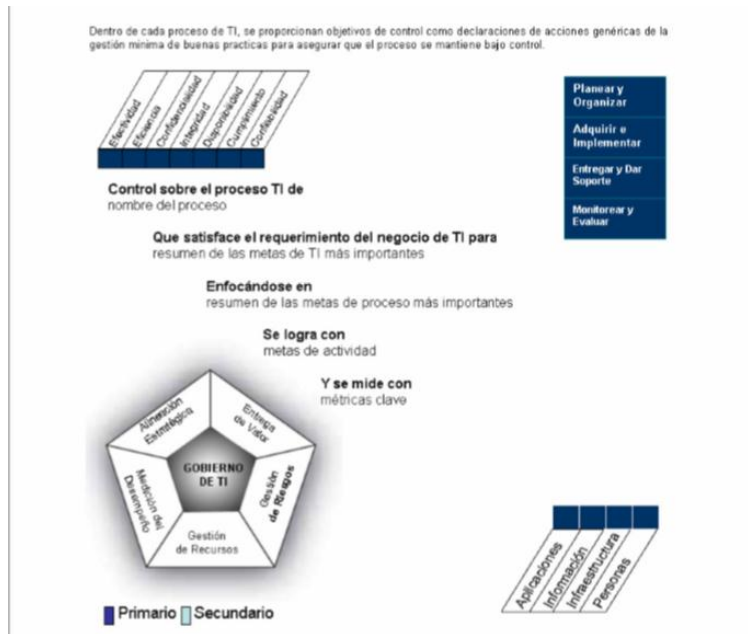 Dentro de cada proceso de TI, se proporcionan objetivos de control como declaraciones de acciones genéricas de la
gestión minima de buenas practicas para asegurar que el proceso se mantiene bajo control.
Efectividad
Eficiencia
Confidencialidad
Integridad
Disponibilidad
Cumplimiento
Confiabilidad
Planear y
Organizar
Adquirir e
Implementar
Entregar y Dar
Soporte
Monitorear y
Evaluar
Control sobre el proceso TI de
nombre del proceso
Que satisface el requerimiento del negocio de TI para
resumen de las metas de TI más importantes
Enfocándose en
resumen de las metas de proceso más importantes
Se logra con
metas de actividad
Y se mide con
métricas clave
Alineación
Estratégica
Entrega
de Valor
Gestión
de Riesgos
Gestión
de Recursos
Medición del
Desempeño
GOBIERNO
DE TI
Aplicaciones
Información
Infraestructura
Personas
Primario
Secundario